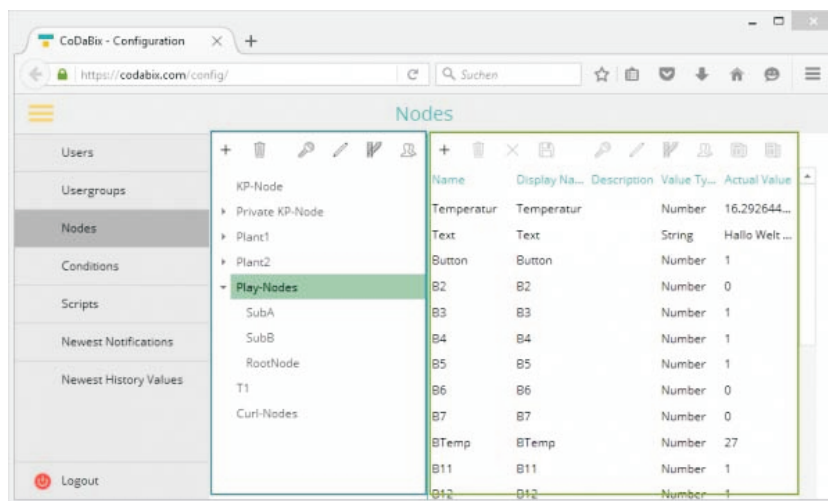 CoDaBix - Configuration
https://codabix.com/config/
Suchen
Nodes
Users
Usergroups
Nodes
Conditions
Scripts
Newest Notifications
Newest History Values
Logout
KP-Node
Private KP-Node
Plant1
Plant2
Play-Nodes
SubA
SubB
RootNode
T1
Curl-Nodes
Name Display Na... Description Value Ty... Actual Value
Temperatur Temperatur Number 16.292644...
Text Text String Hallo Welt ...
Button Button Number 1
B2 B2 Number 0
B3 B3 Number 1
B4 B4 Number 1
B5 B5 Number 1
B6 B6 Number 0
B7 B7 Number 0
BTemp BTemp Number 27
B11 B11 Number 1
B12 B12 Number 1